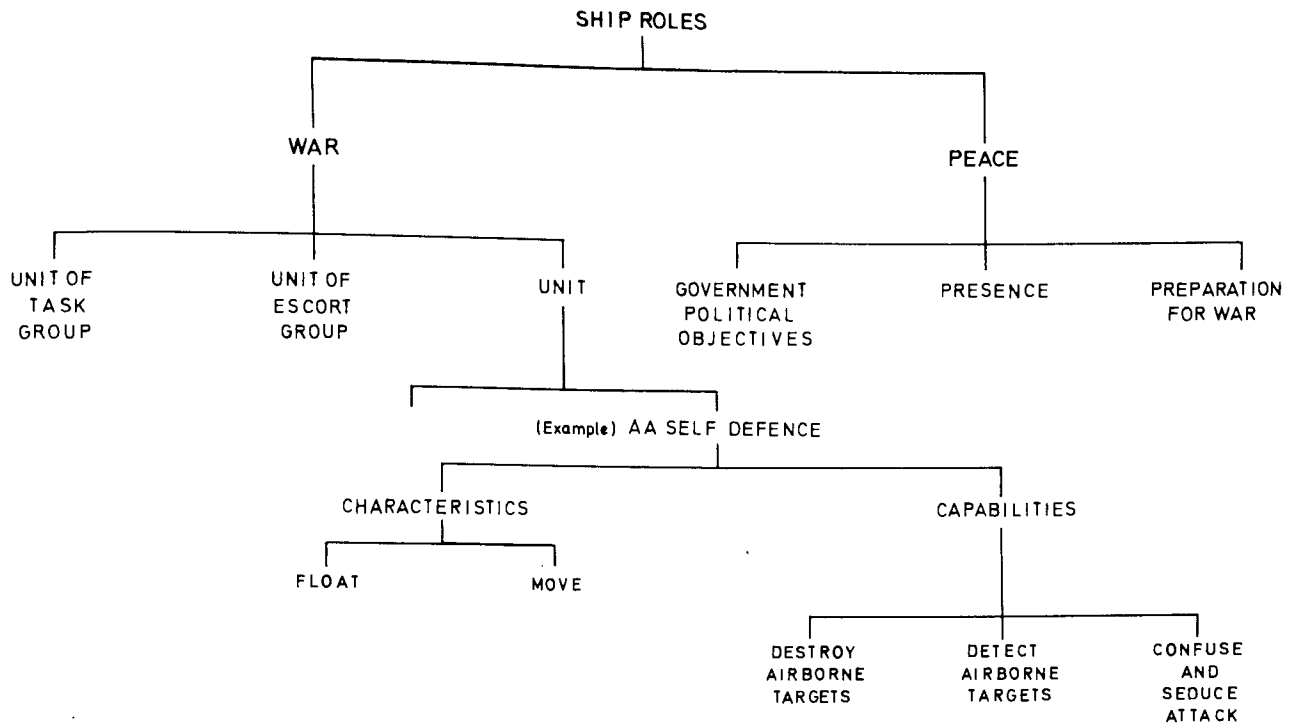 SHIP ROLES
WAR
PEACE
UNIT OF
TASK
GROUP
UNIT OF
ESCORT
GROUP
UNIT
GOVERNMENT
POLITICAL
OBJECTIVES
PRESENCE
PREPARATION
FOR WAR
(Example) AA SELF DEFENCE
CHARACTERISTICS
CAPABILITIES
FLOAT
MOVE
DESTROY
AIRBORNE
TARGETS
DETECT
AIRBORNE
TARGETS
CONFUSE
AND
SEDUCE
ATTACK